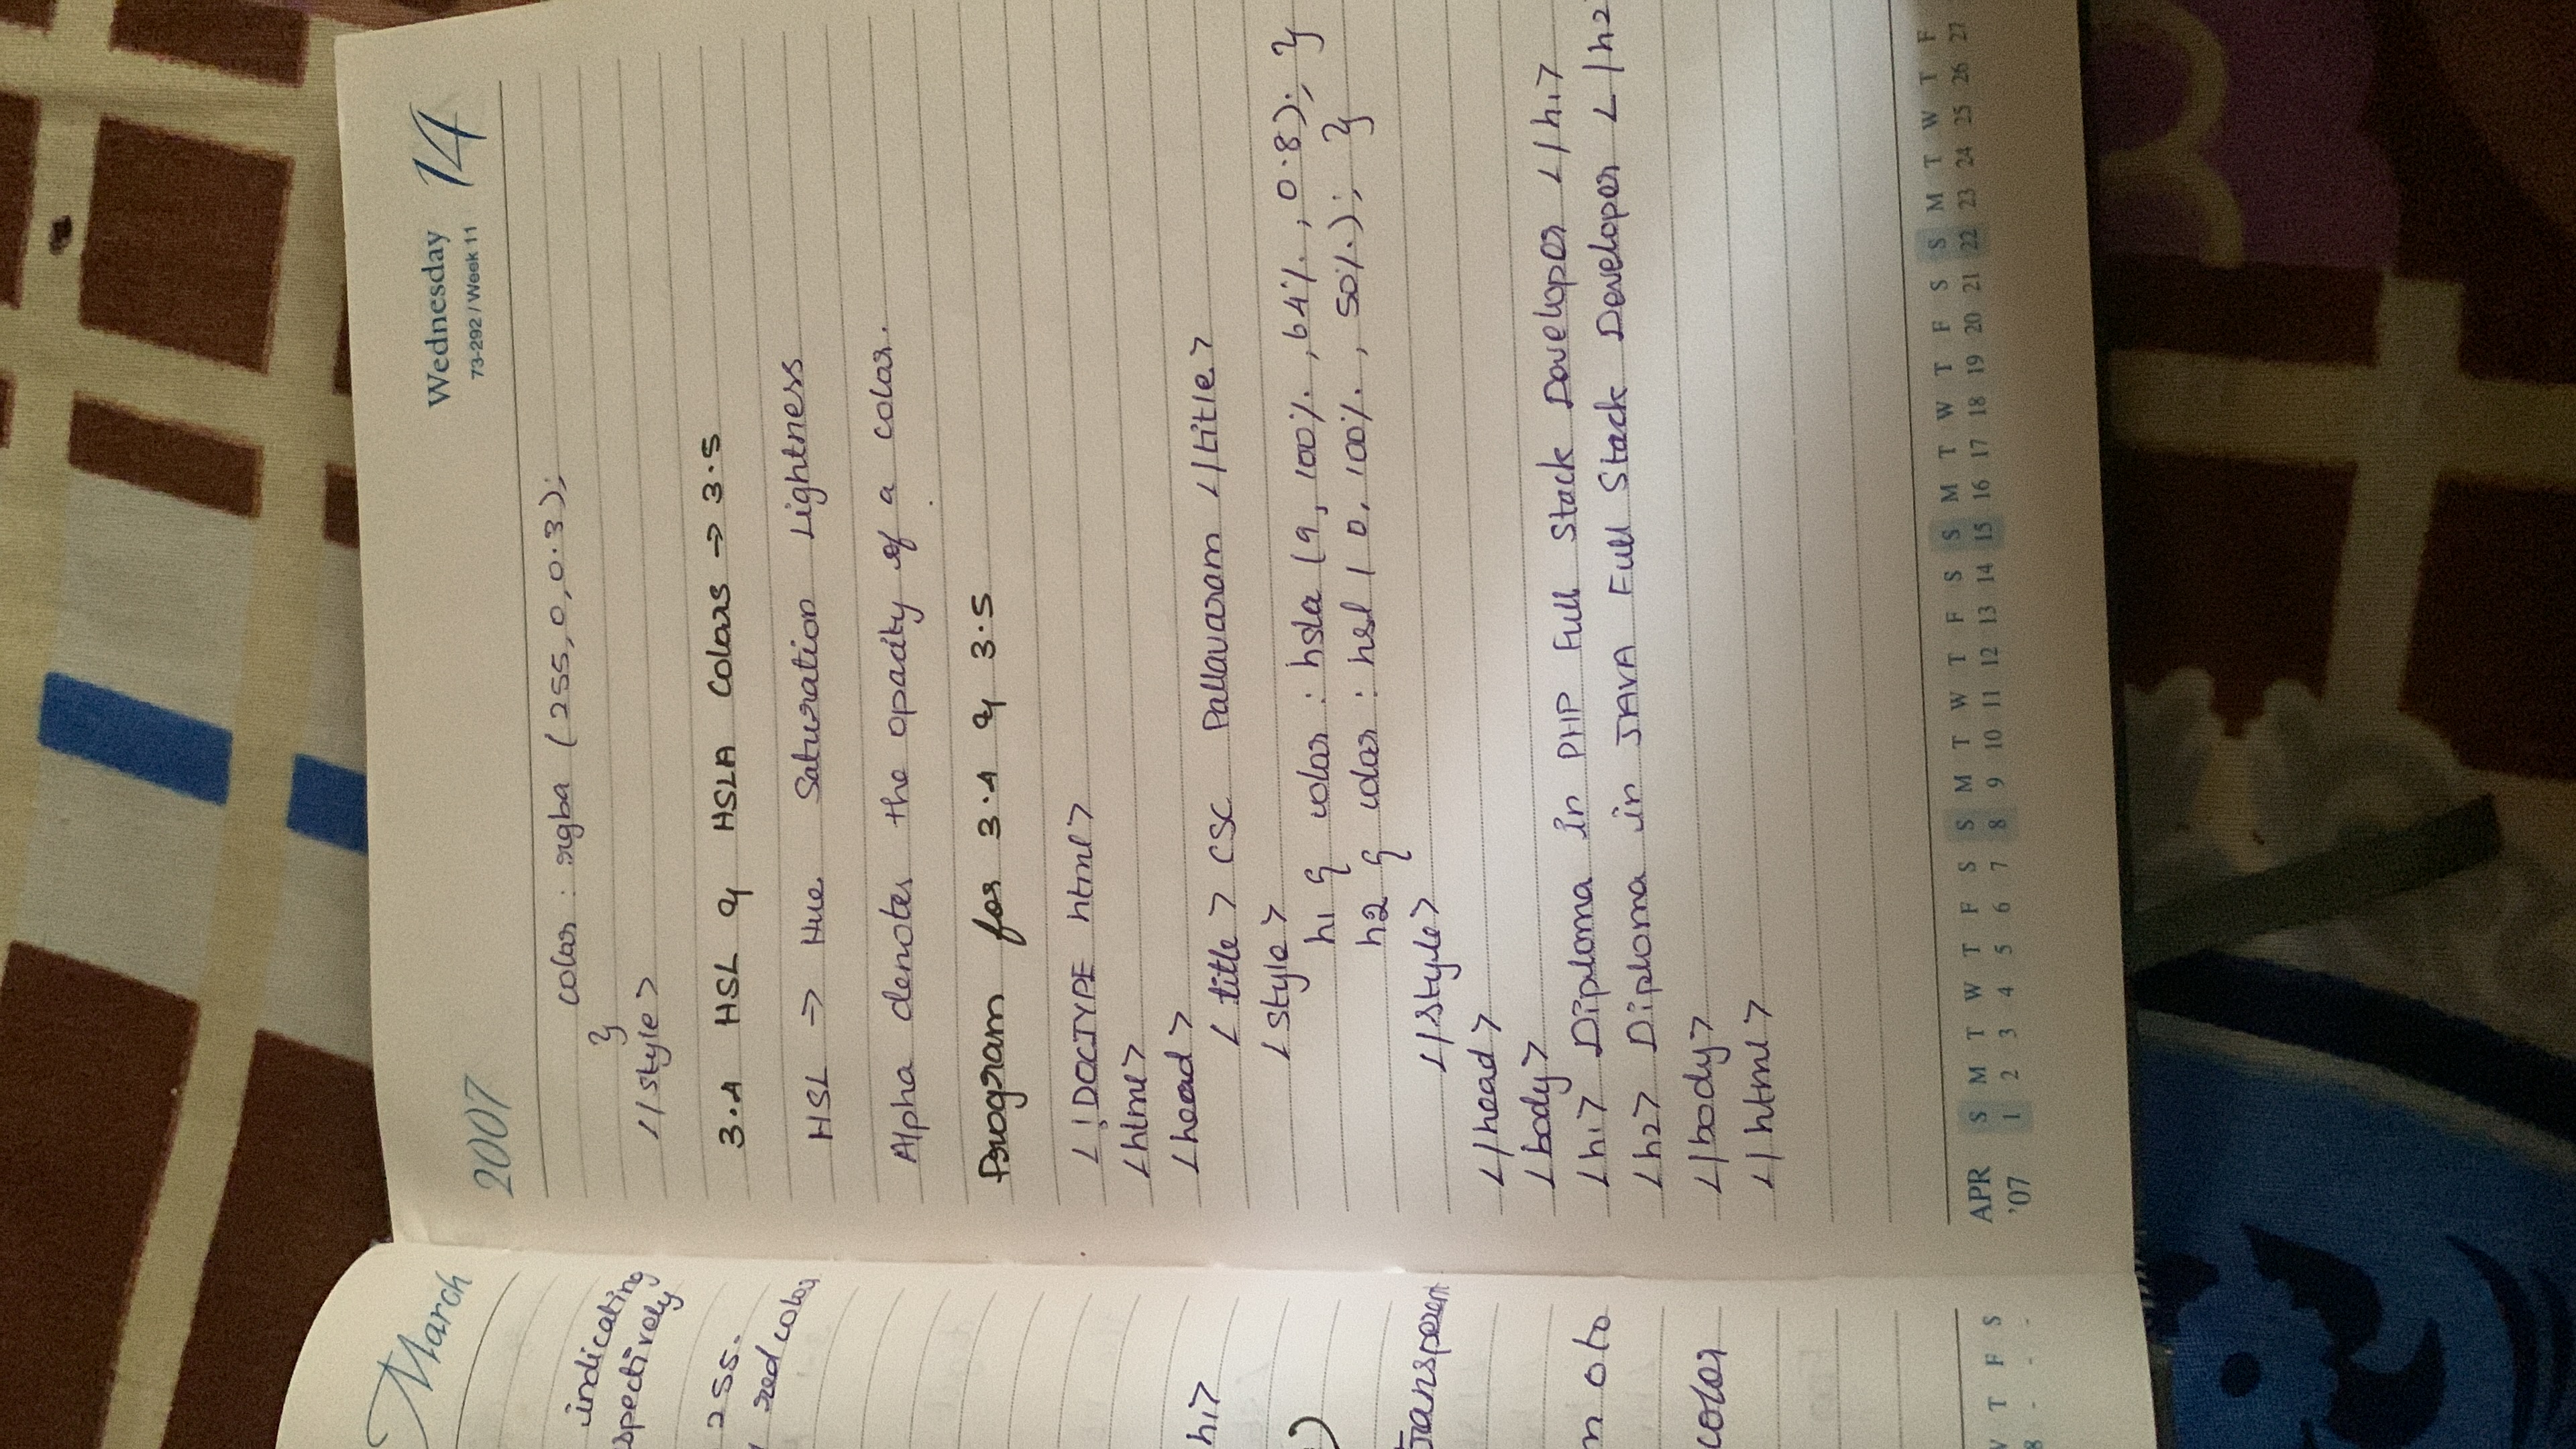 March
indicating
spectively
255.
red color
h1>
)
transperent
n 0 to
color
V T F S
8 - - -
2007
Wednesday 14
73-292 / Week 11
color : rgba (255,0,0.3);
}
</style>
3.4 HSL & HSLA Colors → 3.5
HSL → Hue Saturation Lightness
Alpha denotes the opacity of a color.
Program for 3.4 & 3.5
<!DOCTYPE html>
<html>
<head>
<title> CSC Pallavaram </title>
<style>
h1 { color : hsla (9, 100%, 64%, 0.8); }
h2 { color : hsl ( 0, 100%, 50%); }
</style>
</head>
<body>
<h1> Diploma in PHP Full Stack Developer </h1>
<h2> Diploma in JAVA Full Stack Developer </h2
</body>
</html>
APR S M T W T F S S M T W T F S S M T W T F S S M T W T F
'07 1 2 3 4 5 6 7 8 9 10 11 12 13 14 15 16 17 18 19 20 21 22 23 24 25 26 27